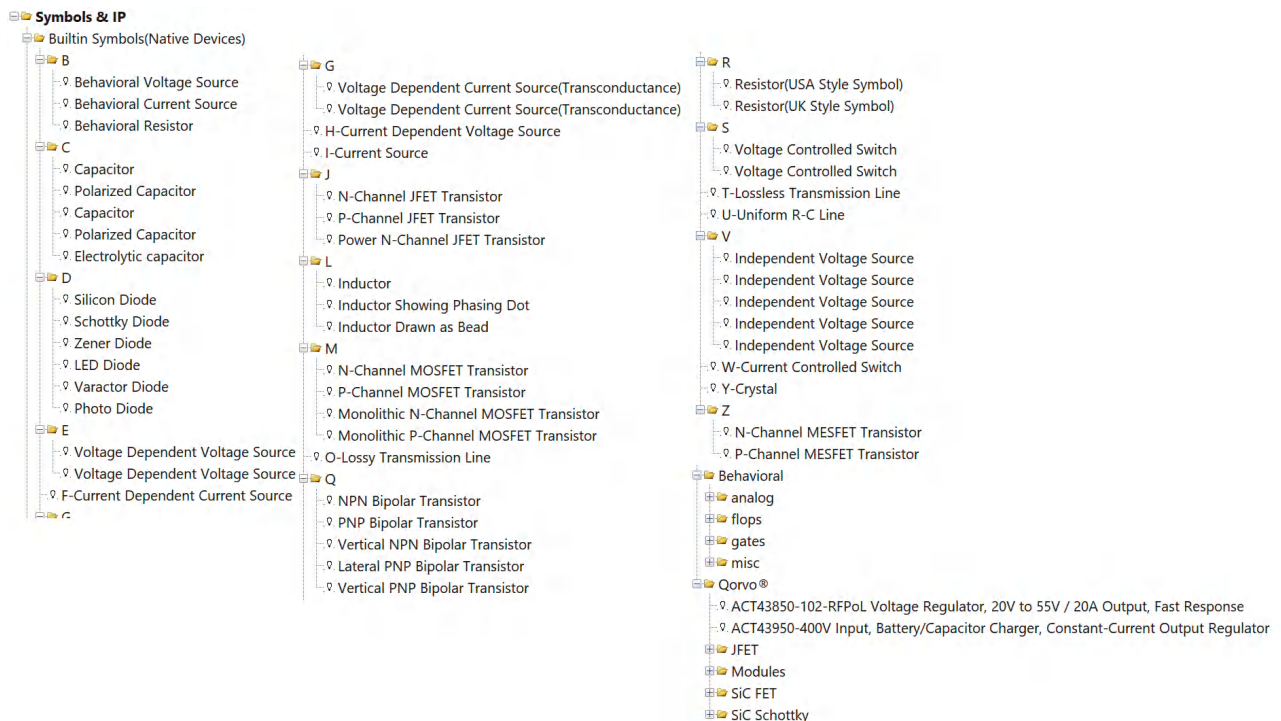 Symbols & IP
Builtin Symbols(Native Devices)
B
Behavioral Voltage Source
Behavioral Current Source
Behavioral Resistor
C
Capacitor
Polarized Capacitor
Capacitor
Polarized Capacitor
Electrolytic capacitor
D
Silicon Diode
Schottky Diode
Zener Diode
LED Diode
Varactor Diode
Photo Diode
E
Voltage Dependent Voltage Source
Voltage Dependent Voltage Source
F-Current Dependent Current Source
G
G
Voltage Dependent Current Source(Transconductance)
Voltage Dependent Current Source(Transconductance)
H-Current Dependent Voltage Source
I-Current Source
J
N-Channel JFET Transistor
P-Channel JFET Transistor
Power N-Channel JFET Transistor
L
Inductor
Inductor Showing Phasing Dot
Inductor Drawn as Bead
M
N-Channel MOSFET Transistor
P-Channel MOSFET Transistor
Monolithic N-Channel MOSFET Transistor
Monolithic P-Channel MOSFET Transistor
O-Lossy Transmission Line
Q
NPN Bipolar Transistor
PNP Bipolar Transistor
Vertical NPN Bipolar Transistor
Lateral PNP Bipolar Transistor
Vertical PNP Bipolar Transistor
R
Resistor(USA Style Symbol)
Resistor(UK Style Symbol)
S
Voltage Controlled Switch
Voltage Controlled Switch
T-Lossless Transmission Line
U-Uniform R-C Line
V
Independent Voltage Source
Independent Voltage Source
Independent Voltage Source
Independent Voltage Source
Independent Voltage Source
W-Current Controlled Switch
Y-Crystal
Z
N-Channel MESFET Transistor
P-Channel MESFET Transistor
Behavioral
analog
flops
gates
misc
Qorvo®
ACT43850-102-RFPoL Voltage Regulator, 20V to 55V / 20A Output, Fast Response
ACT43950-400V Input, Battery/Capacitor Charger, Constant-Current Output Regulator
JFET
Modules
SiC FET
SiC Schottky